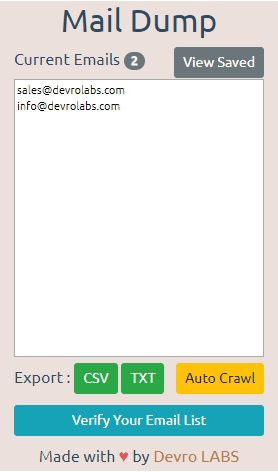 Mail Dump
Current Emails 2
View Saved
sales@devrolabs.com
info@devrolabs.com
Export : CSV TXT Auto Crawl
Verify Your Email List
Made with ♥ by Devro LABS